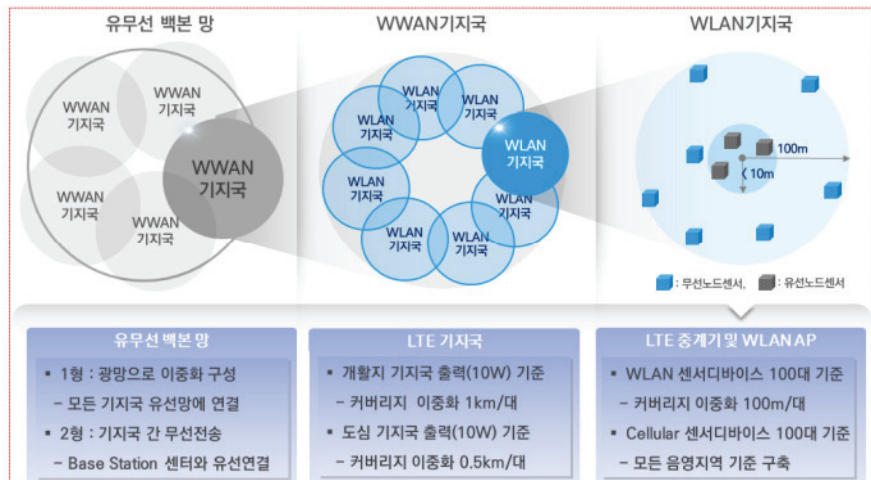 유무선 백본 망
WWAN기지국
WLAN기지국
WWAN
기지국
WWAN
기지국
WWAN
기지국
WWAN
기지국
WWAN
기지국
WLAN
기지국
WLAN
기지국
WLAN
기지국
WLAN
기지국
WLAN
기지국
WLAN
기지국
WLAN
기지국
WLAN
기지국
100m
10m
: 무선노드센서, : 유선노드센서
유무선 백본 망
▪ 1형 : 광망으로 이중화 구성
– 모든 기지국 유선망에 연결
▪ 2형 : 기지국 간 무선전송
– Base Station 센터와 유선연결
LTE 기지국
▪ 개활지 기지국 출력(10W) 기준
– 커버리지 이중화 1km/대
▪ 도심 기지국 출력(10W) 기준
– 커버리지 이중화 0.5km/대
LTE 중계기 및 WLAN AP
▪ WLAN 센서디바이스 100대 기준
– 커버리지 이중화 100m/대
▪ Cellular 센서디바이스 100대 기준
– 모든 음영지역 기준 구축